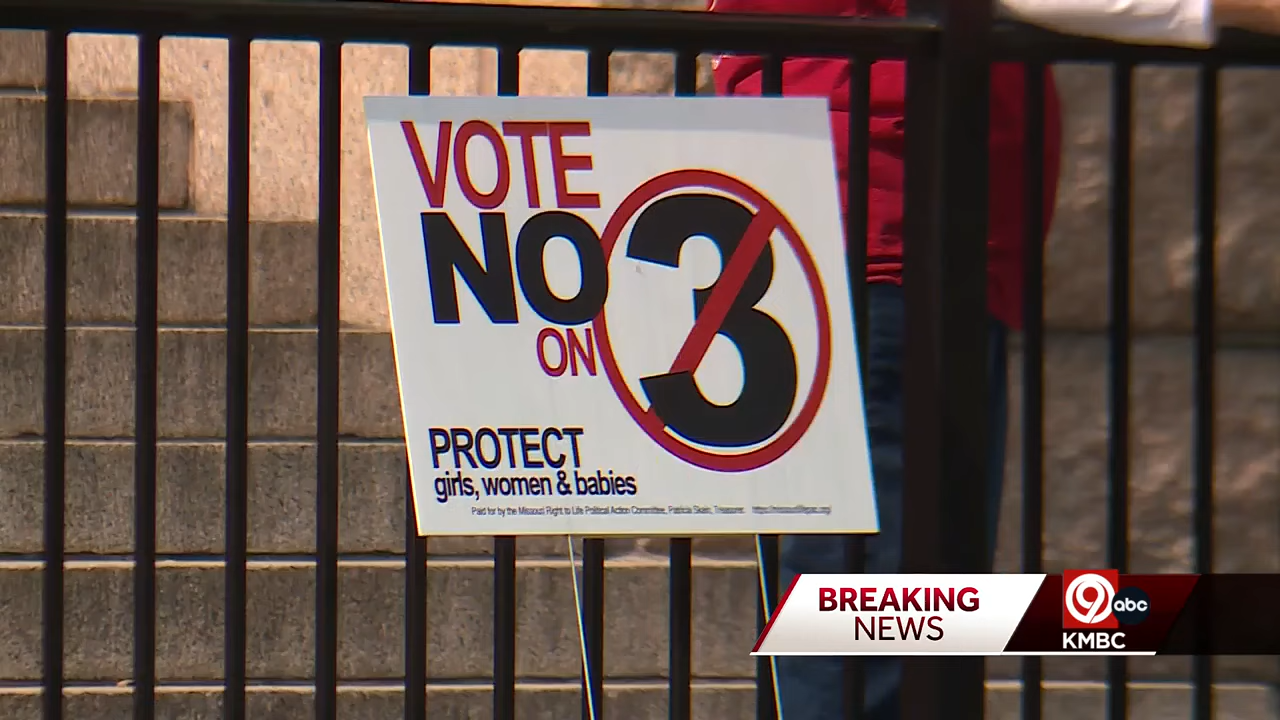 VOTE
NO
ON
3
PROTECT
girls, women & babies
Paid for by the Missouri Right to Life Political Action Committee, Patricia Skain, Treasurer.
BREAKING
NEWS
9 abc
KMBC